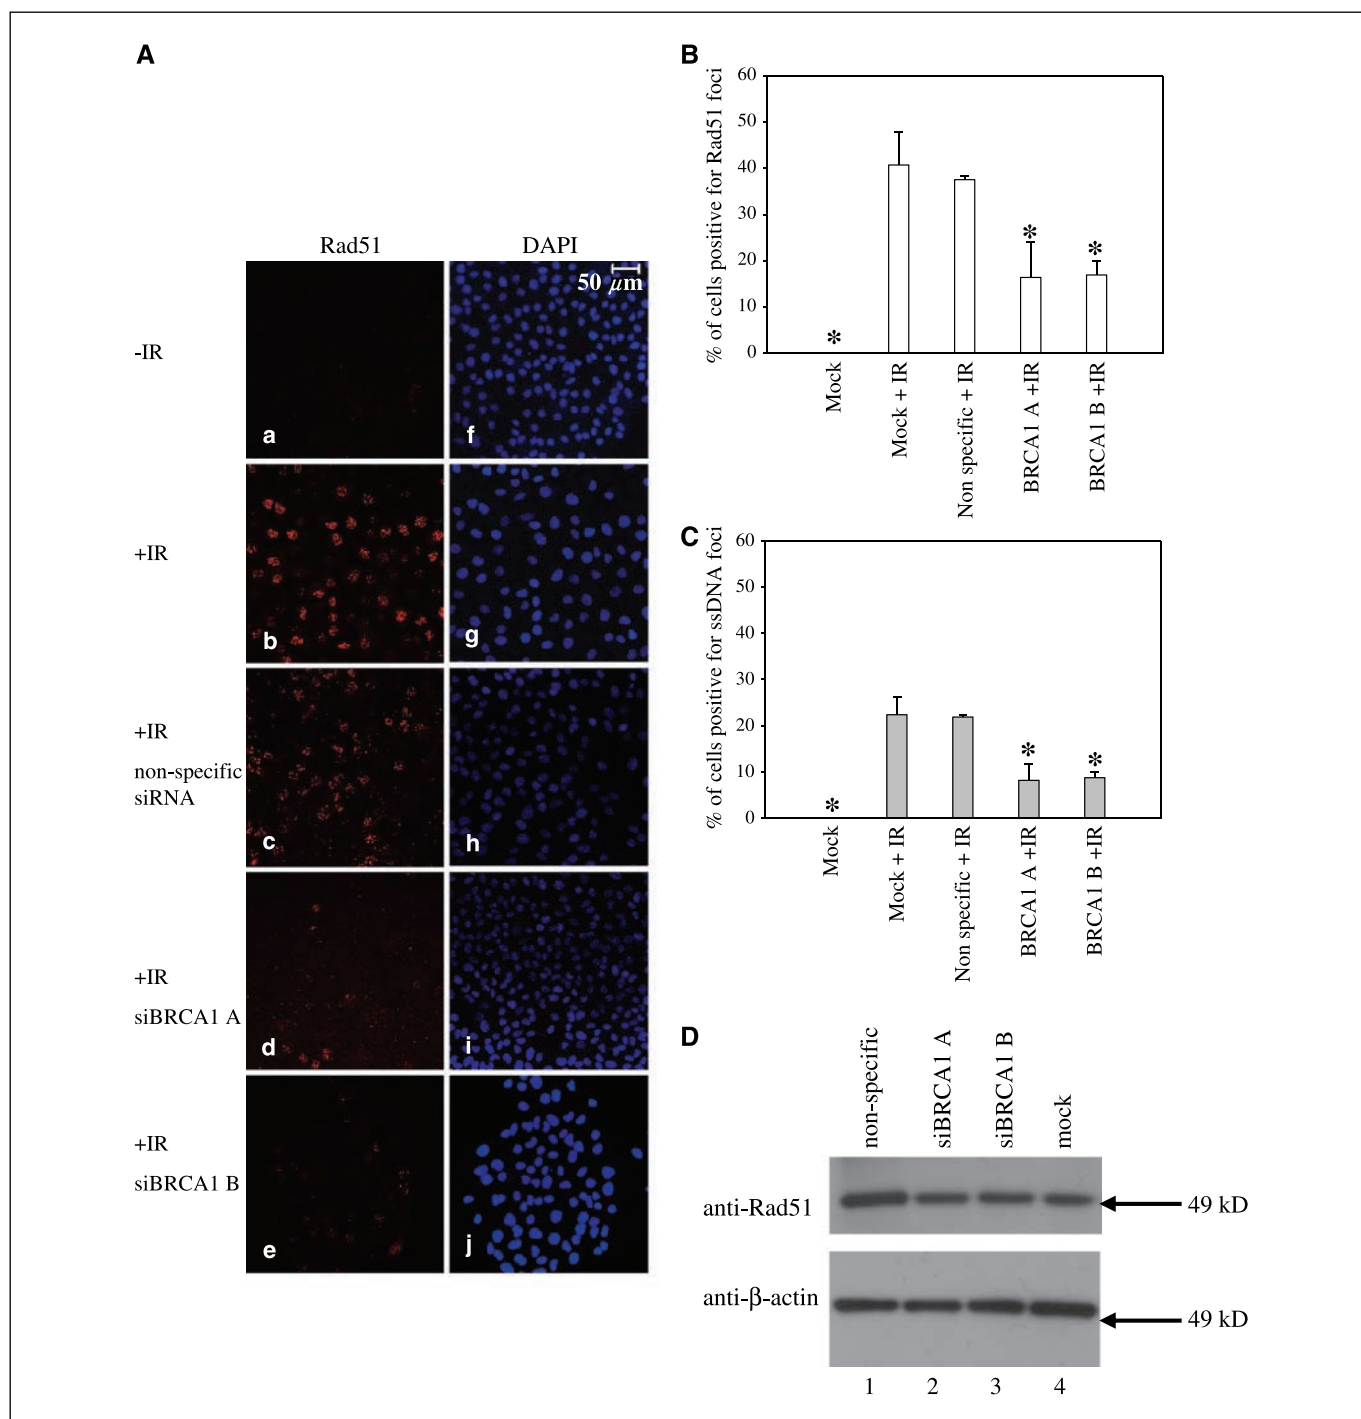 A
Rad51 DAPI
50 µm
-IR
a f
+IR
b g
+IR
non-specific
siRNA
c h
+IR
siBRCA1 A
d i
+IR
siBRCA1 B
e j
B
% of cells positive for Rad51 foci
60
50
40
30
20
10
0
*
*
*
Mock
Mock + IR
Non specific + IR
BRCA1 A +IR
BRCA1 B +IR
C
% of cells positive for ssDNA foci
60
50
40
30
20
10
0
*
*
*
Mock
Mock + IR
Non specific + IR
BRCA1 A +IR
BRCA1 B +IR
D
non-specific
siBRCA1 A
siBRCA1 B
mock
anti-Rad51 49 kD
anti-β-actin 49 kD
1 2 3 4